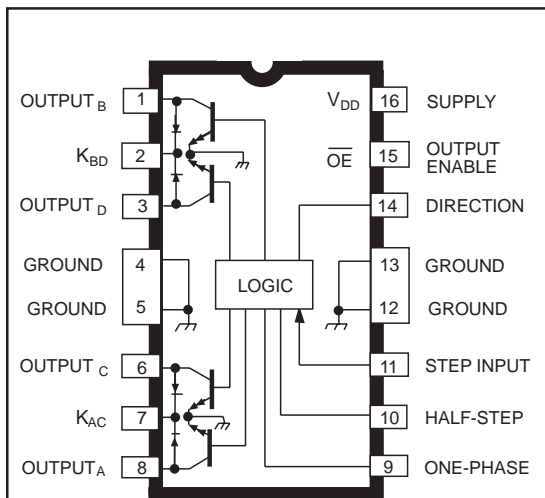 OUTPUT B 1
K BD 2
OUTPUT D 3
GROUND 4
GROUND 5
OUTPUT C 6
K AC 7
OUTPUT A 8
LOGIC
V DD 16 SUPPLY
OE 15 OUTPUT
ENABLE
14 DIRECTION
13 GROUND
12 GROUND
11 STEP INPUT
10 HALF-STEP
9 ONE-PHASE